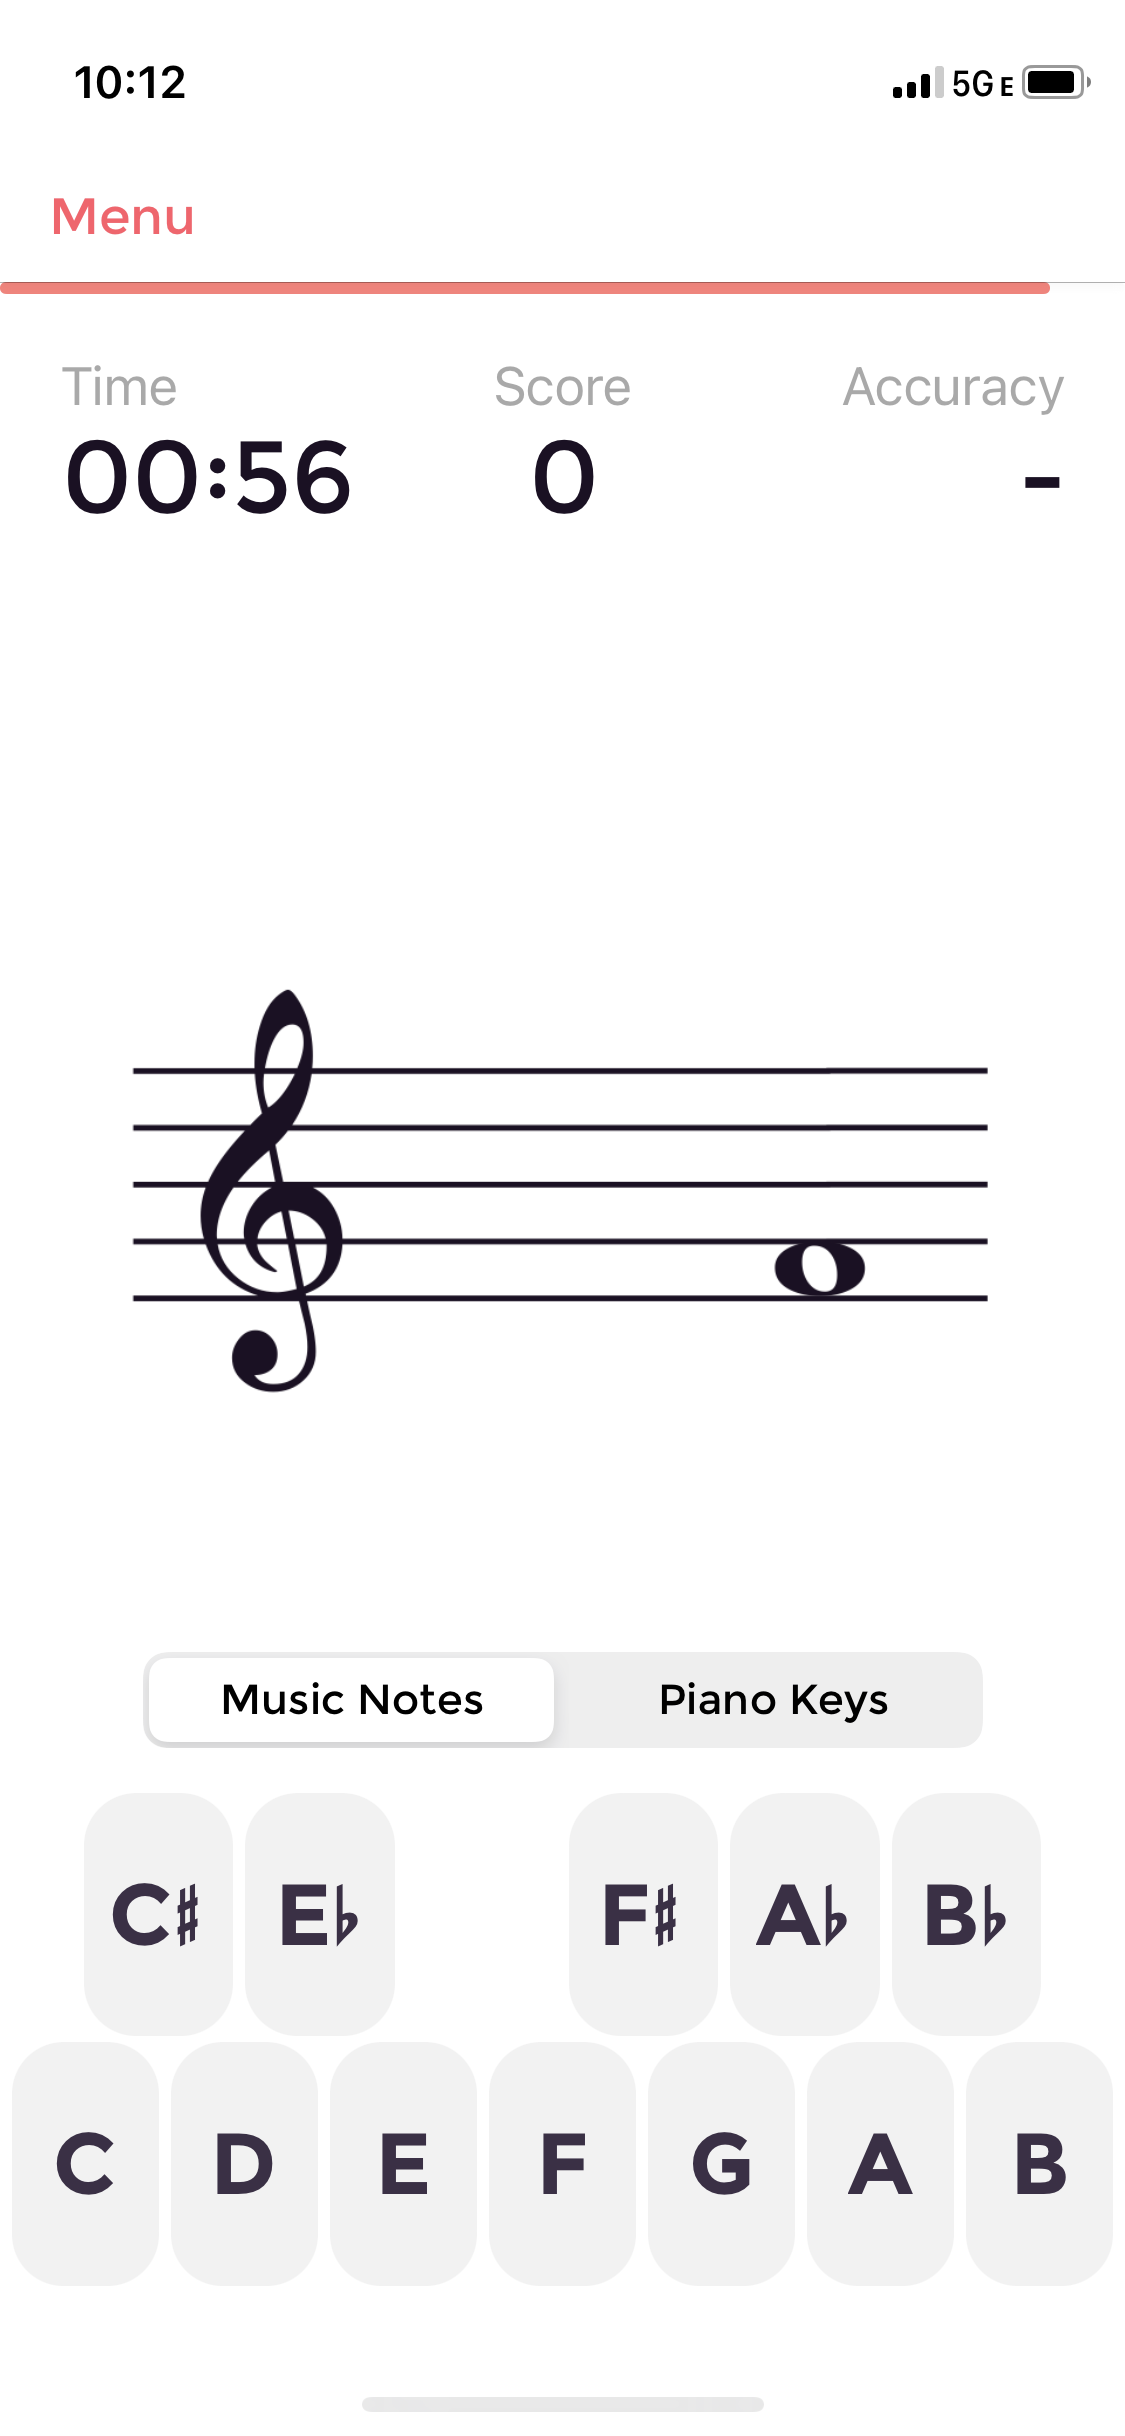 10:12 5G E
Menu
Time Score Accuracy
00:56 0 -
Music Notes Piano Keys
C♯ E♭ F♯ A♭ B♭
C D E F G A B